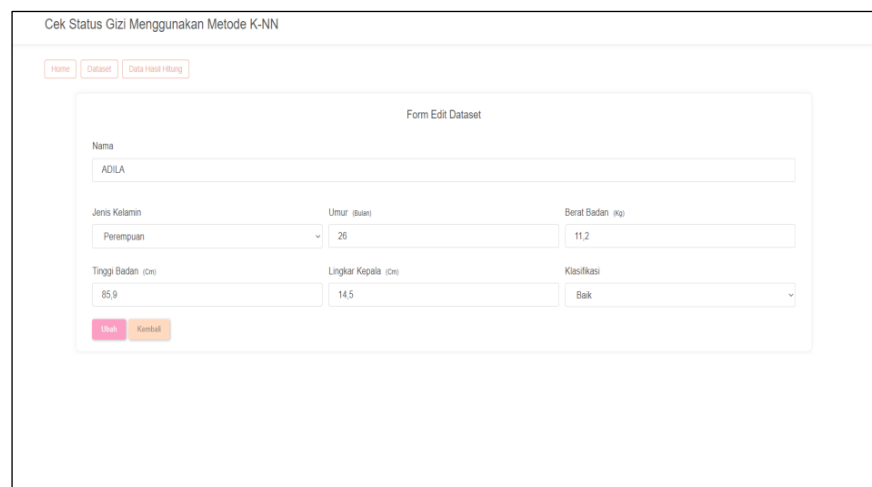 Cek Status Gizi Menggunakan Metode K-NN
Home Dataset Data Hasil Hitung
Form Edit Dataset
Nama
ADILA
Jenis Kelamin Umur (Bulan) Berat Badan (Kg)
Perempuan 26 11,2
Tinggi Badan (Cm) Lingkar Kepala (Cm) Klasifikasi
85,9 14,5 Baik
Ubah Kembali